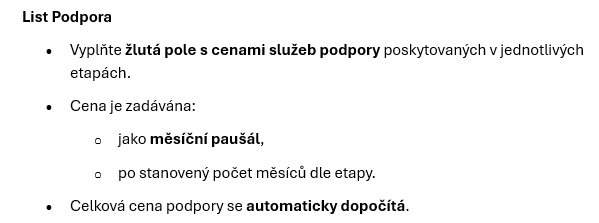 List Podpora
• Vyplňte žlutá pole s cenami služeb podpory poskytovaných v jednotlivých
etapách.
• Cena je zadávána:
o jako měsíční paušál,
o po stanovený počet měsíců dle etapy.
• Celková cena podpory se automaticky dopočítá.